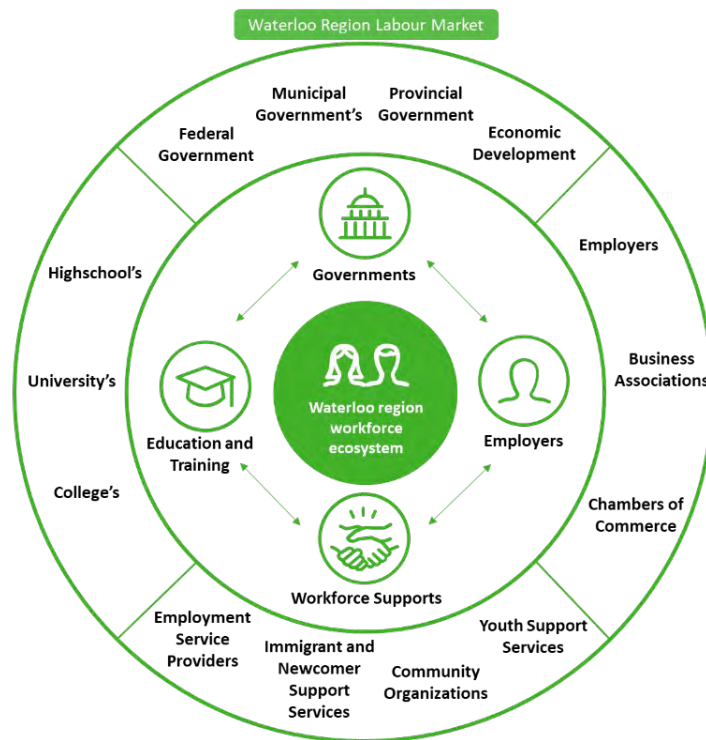 Waterloo Region Labour Market
Municipal
Government's
Provincial
Government
Federal
Government
Economic
Development
Governments
Highschool's
University's
College's
Education and
Training
Waterloo region
workforce
ecosystem
Employers
Employers
Business
Associations
Chambers of
Commerce
Workforce Supports
Employment
Service
Providers
Immigrant and
Newcomer
Support
Services
Community
Organizations
Youth Support
Services